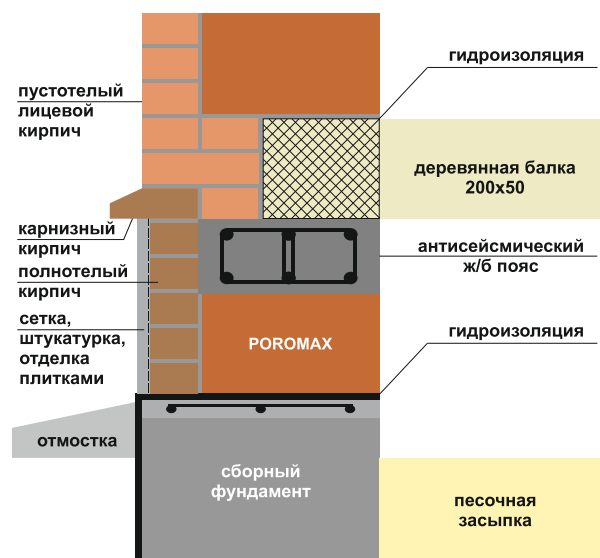 гидроизоляция
пустотелый
лицевой
кирпич
деревянная балка
200x50
карнизный
кирпич
антисейсмический
ж/б пояс
полнотелый
кирпич
сетка,
штукатурка,
отделка
плитками
POROMAX
гидроизоляция
отмостка
сборный
фундамент
песочная
засыпка